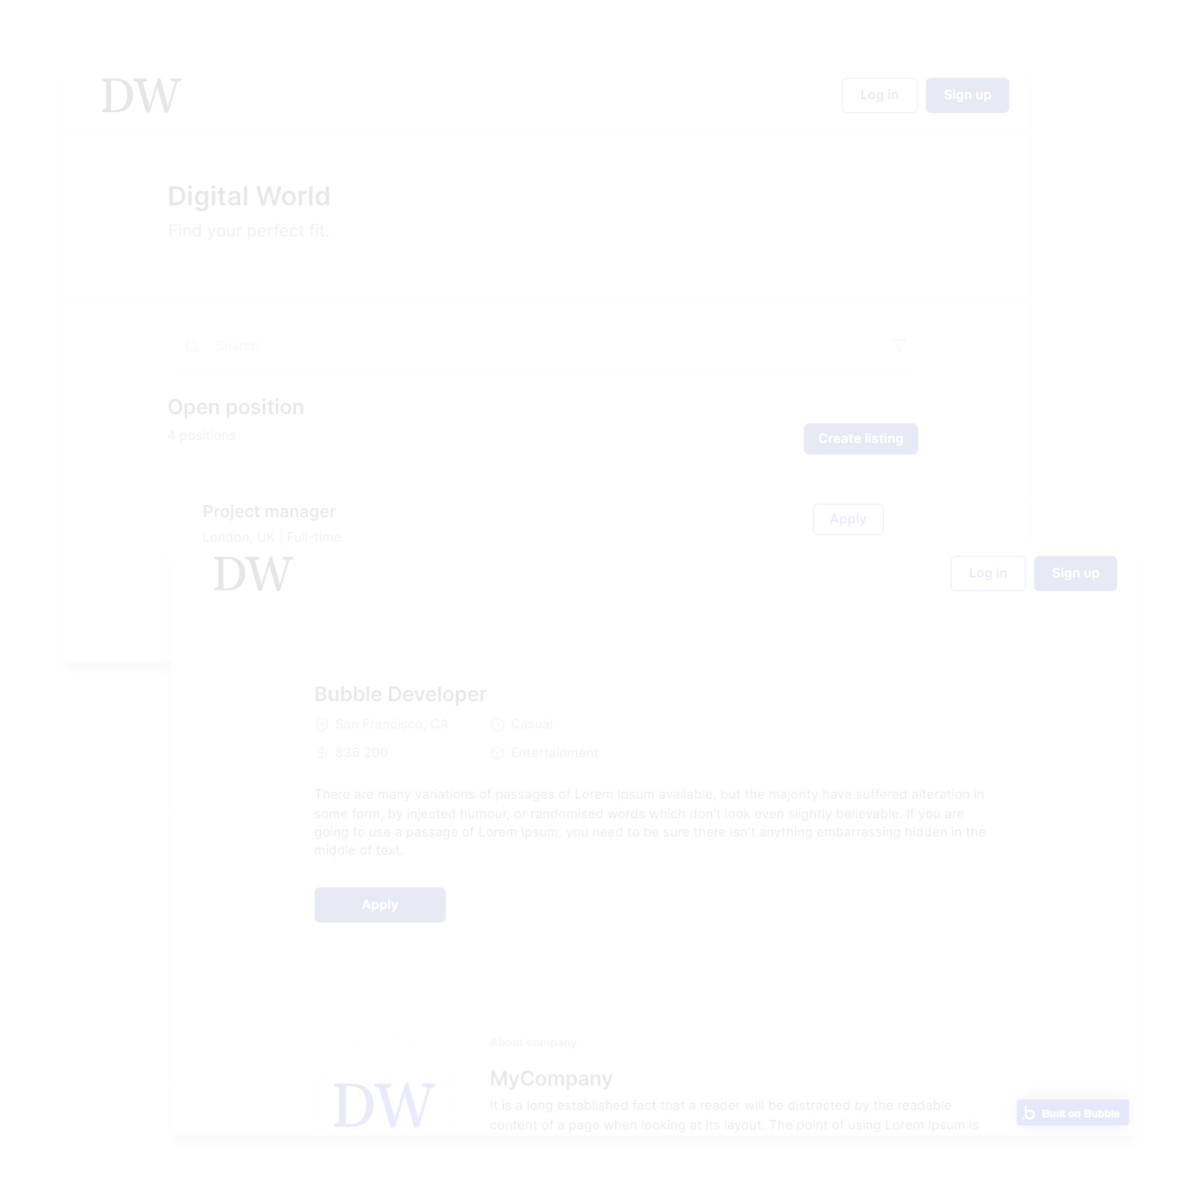 DW
Log in
Sign up
Digital World
Find your perfect fit.
Search
Open position
4 positions
Create listing
Project manager
London, UK | Full-time
Apply
DW
Log in
Sign up
Bubble Developer
San Francisco, CA
Casual
$ 836 200
Entertainment
There are many variations of passages of Lorem Ipsum available, but the majority have suffered alteration in
some form, by injected humour, or randomised words which don't look even slightly believable. If you are
going to use a passage of Lorem Ipsum, you need to be sure there isn't anything embarrassing hidden in the
middle of text.
Apply
About company
DW
MyCompany
It is a long established fact that a reader will be distracted by the readable
content of a page when looking at its layout. The point of using Lorem Ipsum is
Built on Bubble